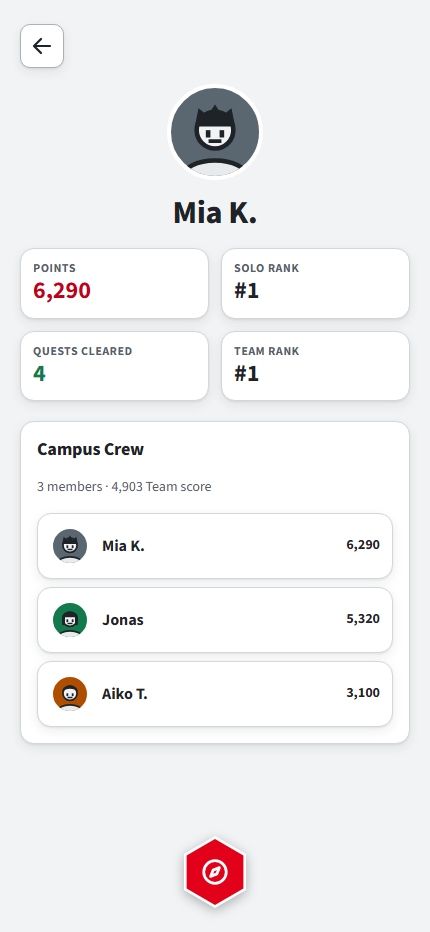 Mia K.
POINTS
6,290
SOLO RANK
#1
QUESTS CLEARED
4
TEAM RANK
#1
Campus Crew
3 members · 4,903 Team score
Mia K.
6,290
Jonas
5,320
Aiko T.
3,100